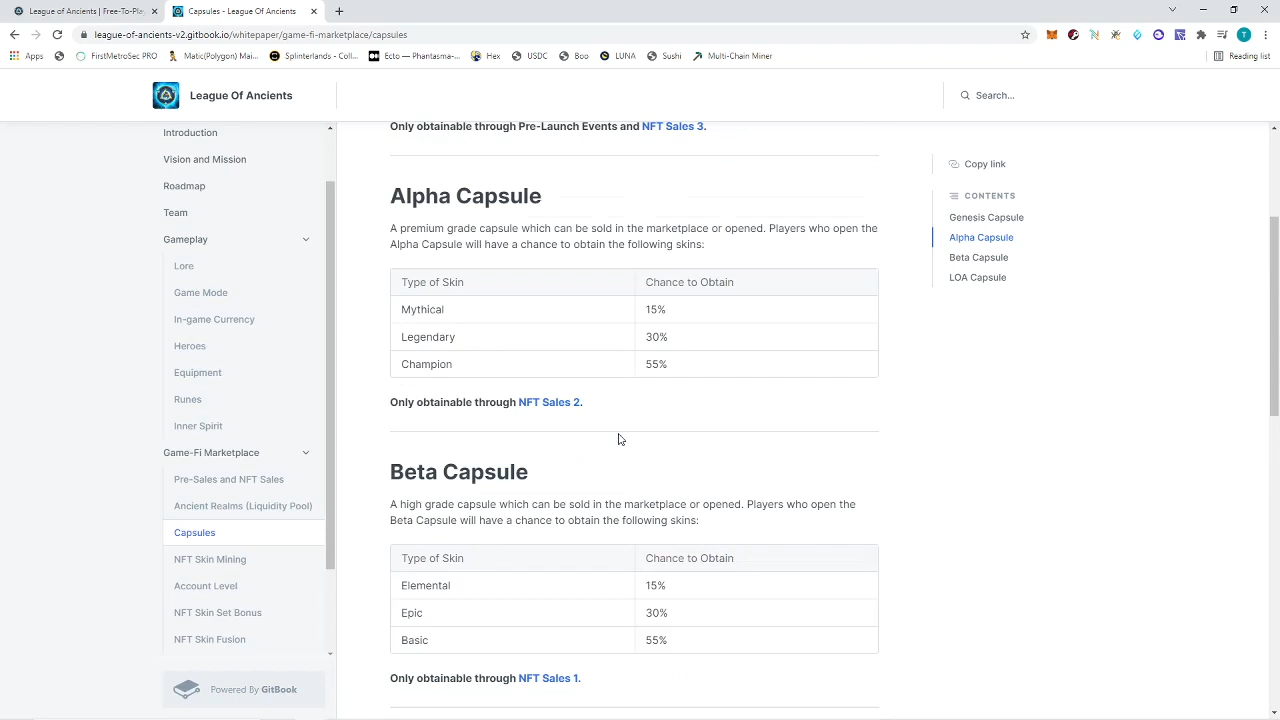 League of Ancients | Free-To-Play
Capsules - League of Ancients
league-of-ancients-v2.gitbook.io/whitepaper/game-fi-marketplace/capsules
T
Apps
FirstMetroSec PRO
Matic(Polygon) Mai...
Splinterlands - Coll...
Ecto — Phantasma-...
Hex
USDC
Boo
LUNA
Sushi
Multi-Chain Miner
Reading list
League Of Ancients
Search...
Introduction
Vision and Mission
Roadmap
Team
Gameplay
Lore
Game Mode
In-game Currency
Heroes
Equipment
Runes
Inner Spirit
Game-Fi Marketplace
Pre-Sales and NFT Sales
Ancient Realms (Liquidity Pool)
Capsules
NFT Skin Mining
Account Level
NFT Skin Set Bonus
NFT Skin Fusion
Powered By GitBook
Only obtainable through Pre-Launch Events and NFT Sales 3.
Alpha Capsule
A premium grade capsule which can be sold in the marketplace or opened. Players who open the
Alpha Capsule will have a chance to obtain the following skins:
Type of Skin Chance to Obtain
Mythical 15%
Legendary 30%
Champion 55%
Only obtainable through NFT Sales 2.
Beta Capsule
A high grade capsule which can be sold in the marketplace or opened. Players who open the
Beta Capsule will have a chance to obtain the following skins:
Type of Skin Chance to Obtain
Elemental 15%
Epic 30%
Basic 55%
Only obtainable through NFT Sales 1.
Copy link
CONTENTS
Genesis Capsule
Alpha Capsule
Beta Capsule
LOA Capsule